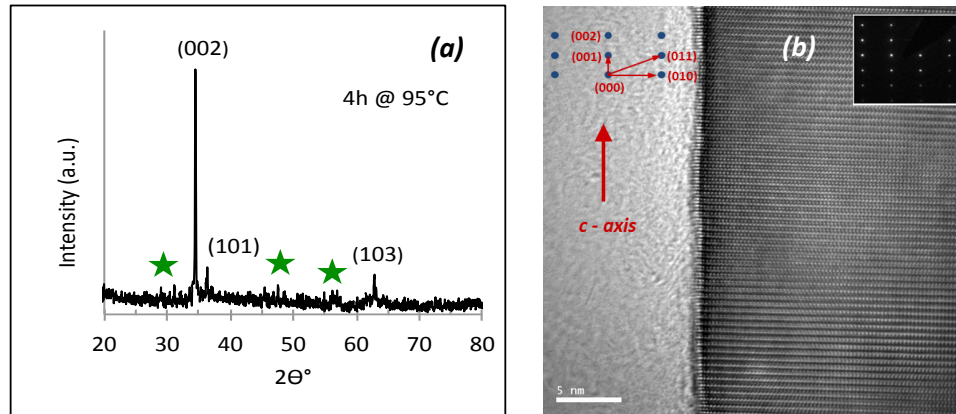 (002)
(a)
4h @ 95°C
(101)
(103)
Intensity (a.u.)
20 30 40 50 60 70 80
2Θ°
(b)
(002)
(001)
(011)
(010)
(000)
c - axis
5 nm